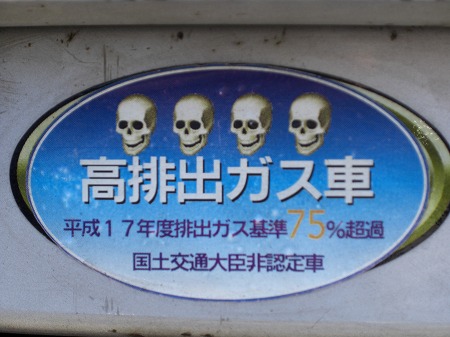 高排出ガス車
平成17年度排出ガス基準75%超過
国土交通大臣非認定車